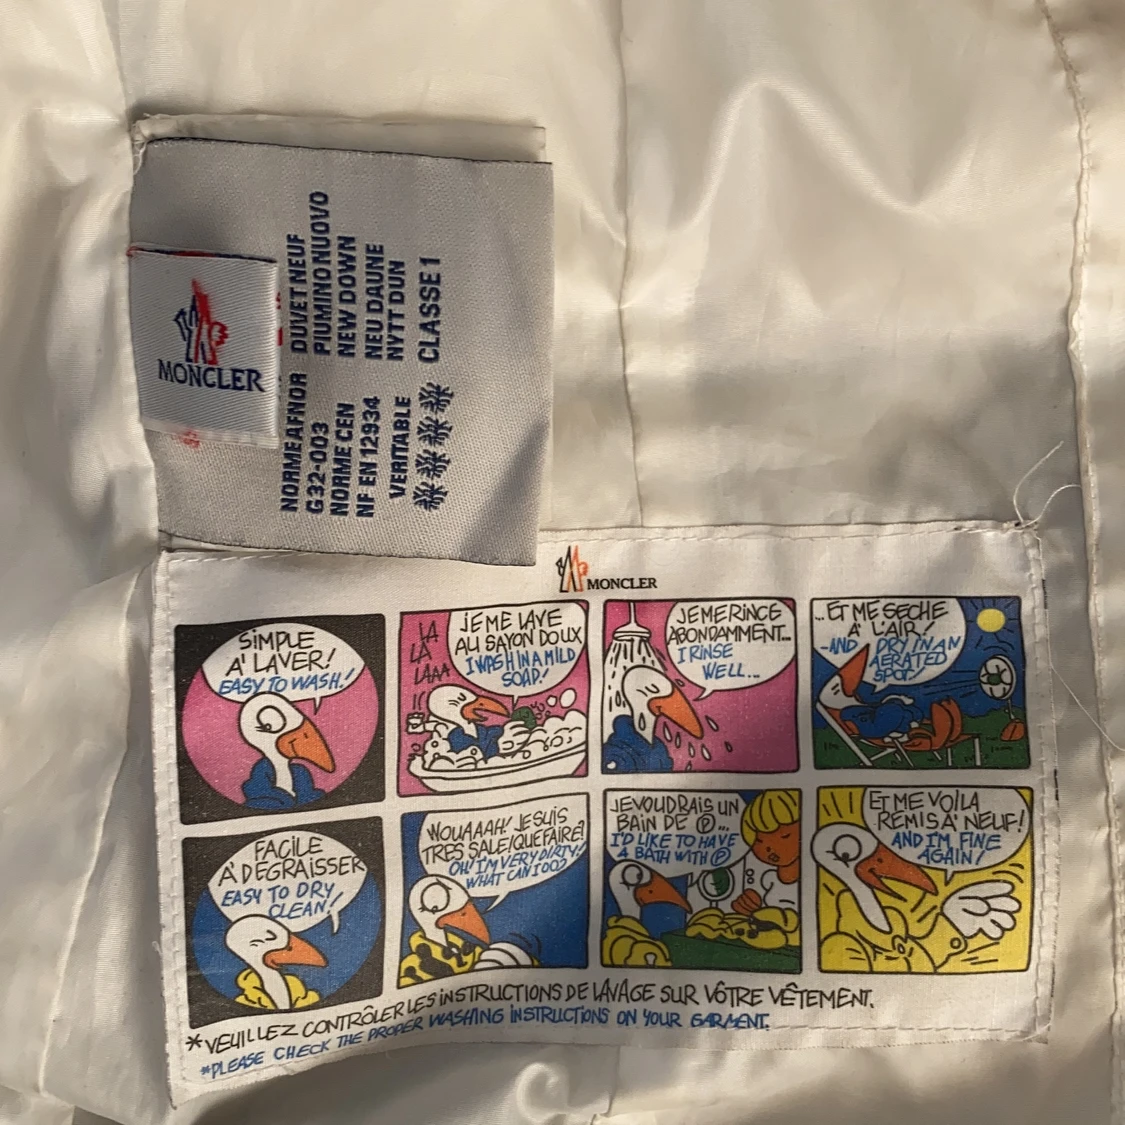 MONCLER
NORME AFNOR DUVET NEUF
G32-003 PIUMINO NUOVO
NORME CEN NEW DOWN
NF EN 12934 NEU DAUNE
VERITABLE NYTT DUN
CLASSE 1
MONCLER
SIMPLE
A' LAVER!
EASY TO WASH!
LA
LA
LAAA
JE ME LAVE
AU SAVON DOUX
I WASH IN A MILD
SOAP!
JE ME RINCE
ABONDAMMENT...
I RINSE
WELL...
...ET ME SECHE
A' L'AIR!
-AND I DRY IN AN
AERATED
SPOT!
FACILE
A' DEGRAISSER
EASY TO DRY
CLEAN!
WOUAAAH! JE SUIS
TRES SALE! QUE FAIRE?
OH! I'M VERY DIRTY!
WHAT CAN I DO?
JE VOUDRAIS UN
BAIN DE Ⓟ...
I'D LIKE TO HAVE
A BATH WITH Ⓟ
ET ME VOILA
REMIS A' NEUF!
AND I'M FINE
AGAIN!
*VEUILLEZ CONTRÔLER LES INSTRUCTIONS DE LAVAGE SUR VÔTRE VÊTEMENT.
*PLEASE CHECK THE PROPER WASHING INSTRUCTIONS ON YOUR GARMENT.